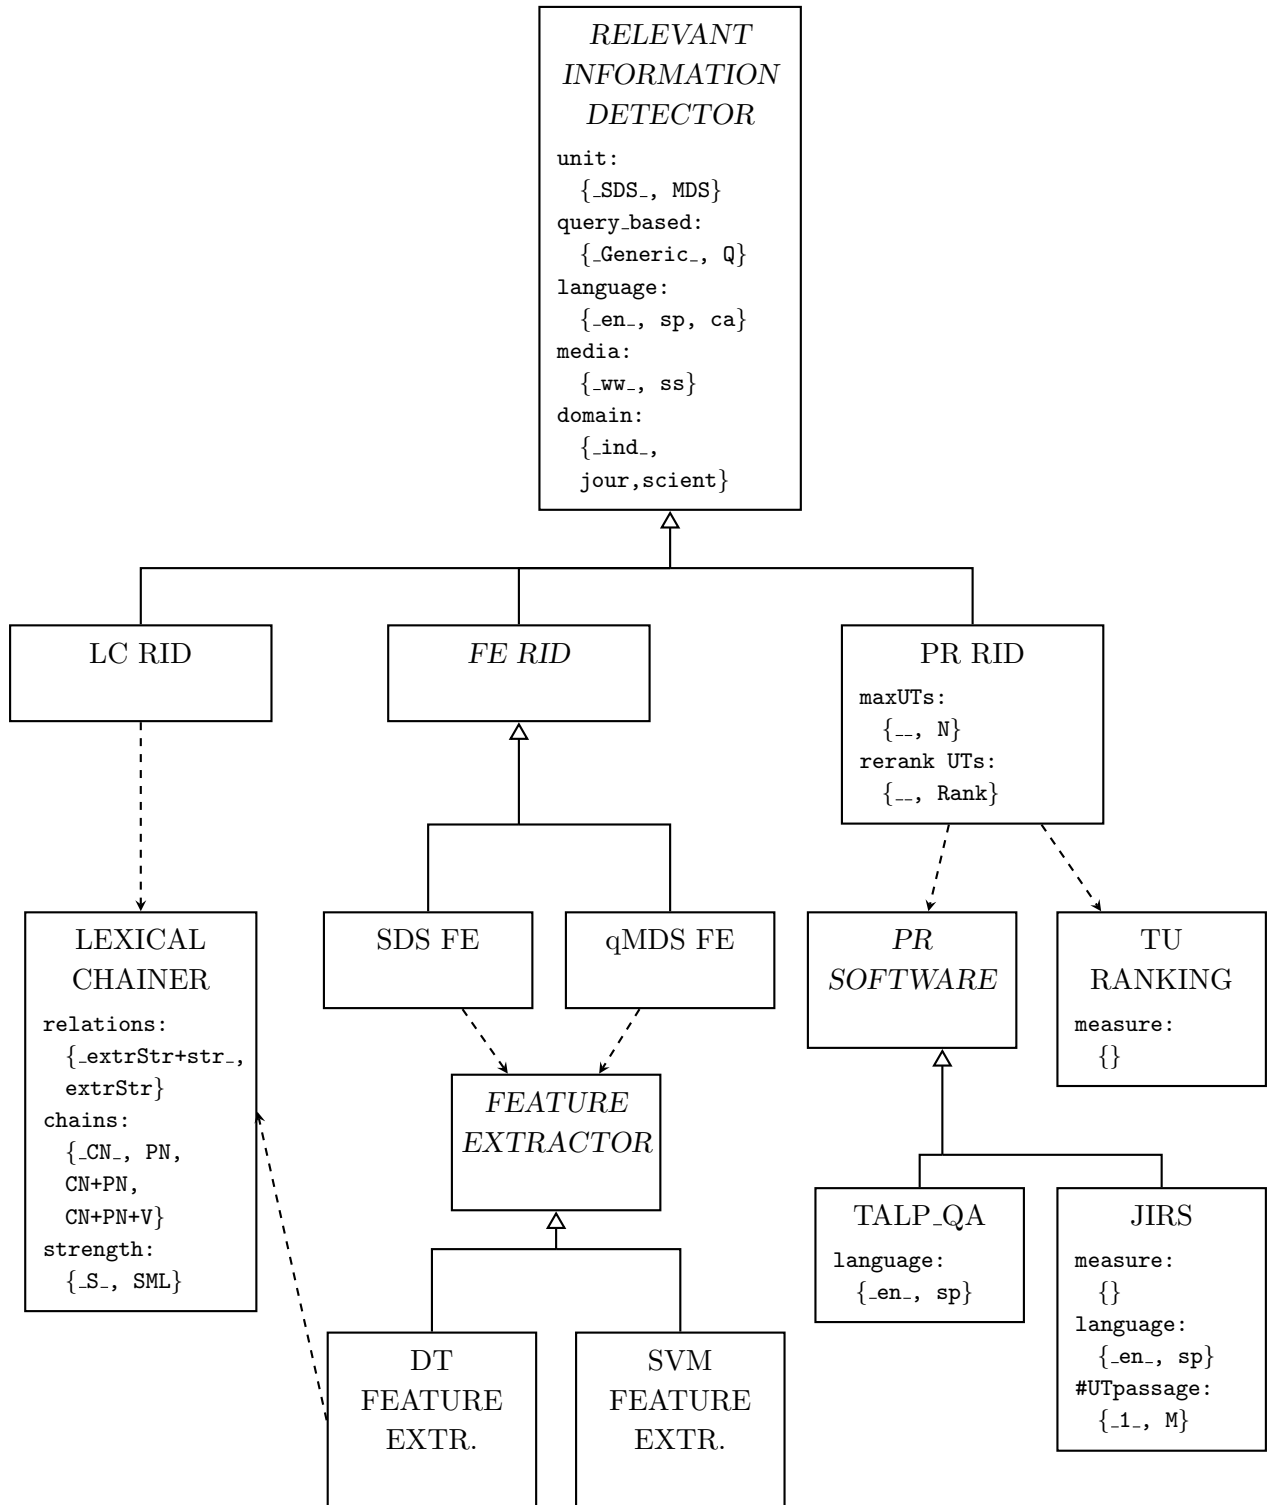 RELEVANT
INFORMATION
DETECTOR
unit:
{_SDS_, MDS}
query_based:
{_Generic_, Q}
language:
{_en_, sp, ca}
media:
{_ww_, ss}
domain:
{_ind_,
jour,scient}
LC RID
FE RID
PR RID
maxUTs:
{__, N}
rerank UTs:
{__, Rank}
LEXICAL
CHAINER
relations:
{_extrStr+str_,
extrStr}
chains:
{_CN_, PN,
CN+PN,
CN+PN+V}
strength:
{_S_, SML}
SDS FE
qMDS FE
PR
SOFTWARE
TU
RANKING
measure:
{}
FEATURE
EXTRACTOR
TALP_QA
language:
{_en_, sp}
JIRS
measure:
{}
language:
{_en_, sp}
#UTpassage:
{_1_, M}
DT
FEATURE
EXTR.
SVM
FEATURE
EXTR.